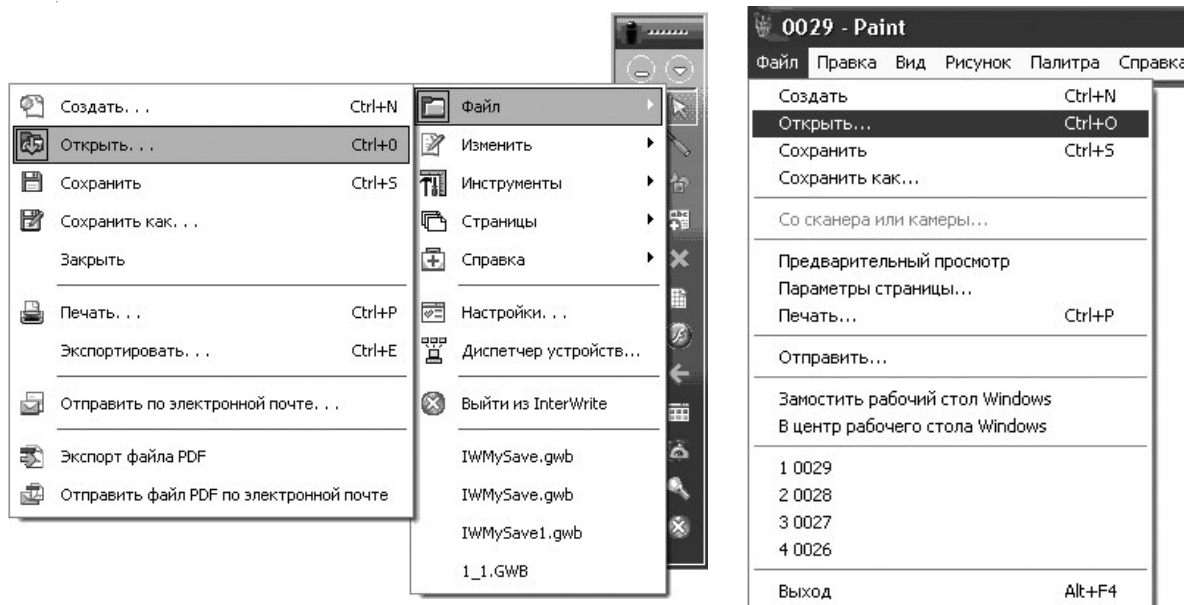 Создать. . . Ctrl+N
Открыть. . . Ctrl+0
Сохранить Ctrl+S
Сохранить как. . .
Закрыть
Печать. . . Ctrl+P
Экспортировать. . . Ctrl+E
Отправить по электронной почте. . .
Экспорт файла PDF
Отправить файл PDF по электронной почте
Файл
Изменить
Инструменты
Страницы
Справка
Настройки. . .
Диспетчер устройств...
Выйти из InterWrite
IWMySave.gwb
IWMySave.gwb
IWMySave1.gwb
1_1.GWB
0029 - Paint
Файл Правка Вид Рисунок Палитра Справка
Создать Ctrl+N
Открыть... Ctrl+O
Сохранить Ctrl+S
Сохранить как...
Со сканера или камеры...
Предварительный просмотр
Параметры страницы...
Печать... Ctrl+P
Отправить...
Замостить рабочий стол Windows
В центр рабочего стола Windows
1 0029
2 0028
3 0027
4 0026
Выход Alt+F4